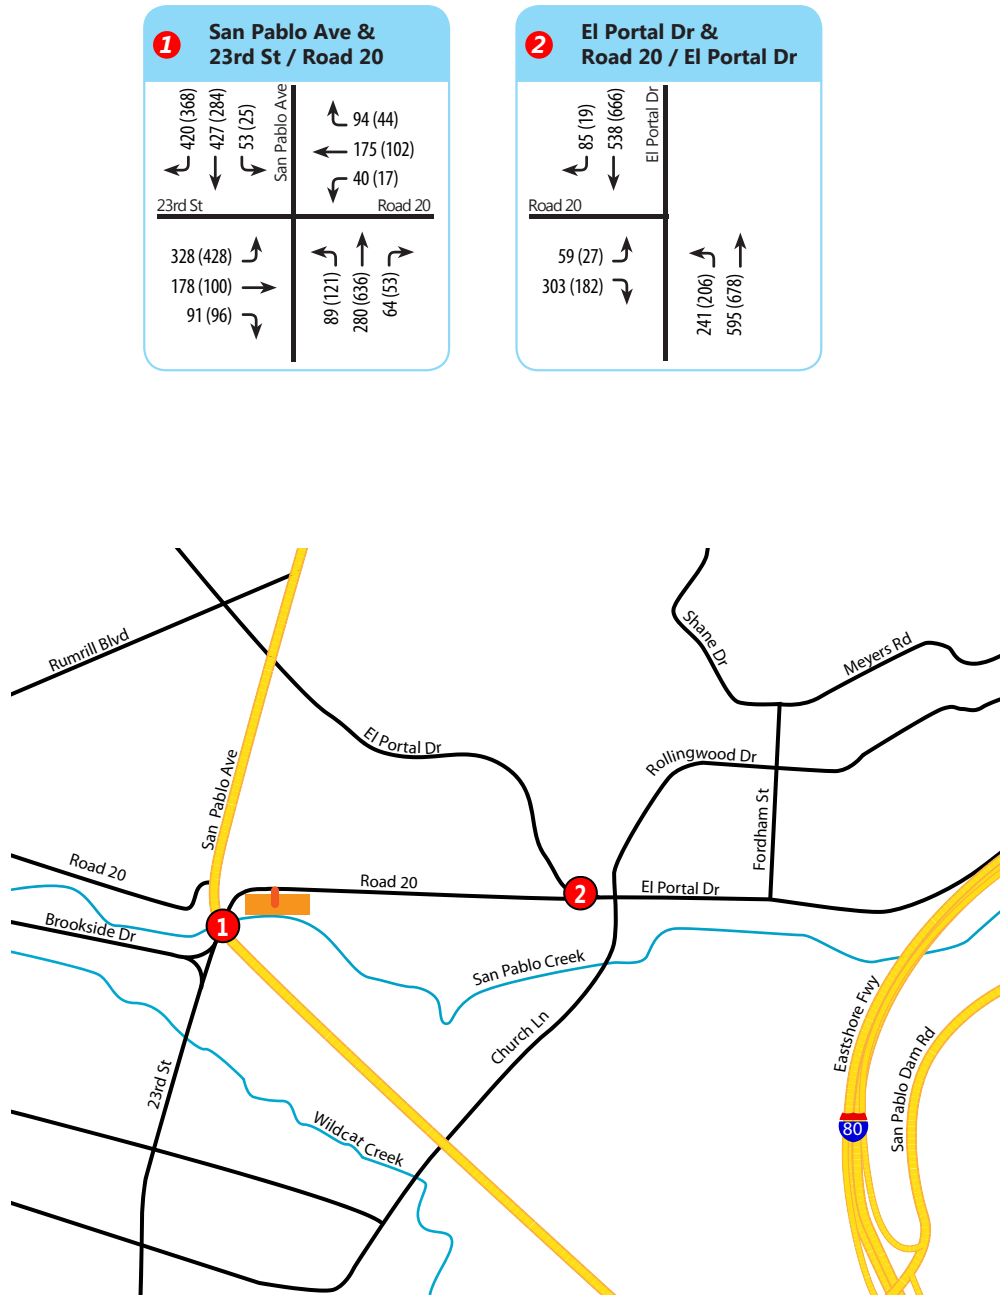 1
San Pablo Ave &
23rd St / Road 20
420 (368)
427 (284)
53 (25)
San Pablo Ave
94 (44)
175 (102)
40 (17)
23rd St
Road 20
328 (428)
178 (100)
91 (96)
89 (121)
280 (636)
64 (53)
2
El Portal Dr &
Road 20 / El Portal Dr
85 (19)
538 (666)
El Portal Dr
Road 20
59 (27)
303 (182)
241 (206)
595 (678)
Rumrill Blvd
Shane Dr
Meyers Rd
El Portal Dr
Rollingwood Dr
San Pablo Ave
Fordham St
Road 20
Road 20
El Portal Dr
2
1
Brookside Dr
San Pablo Creek
Eastshore Fwy
Church Ln
San Pablo Dam Rd
23rd St
Wildcat Creek
80